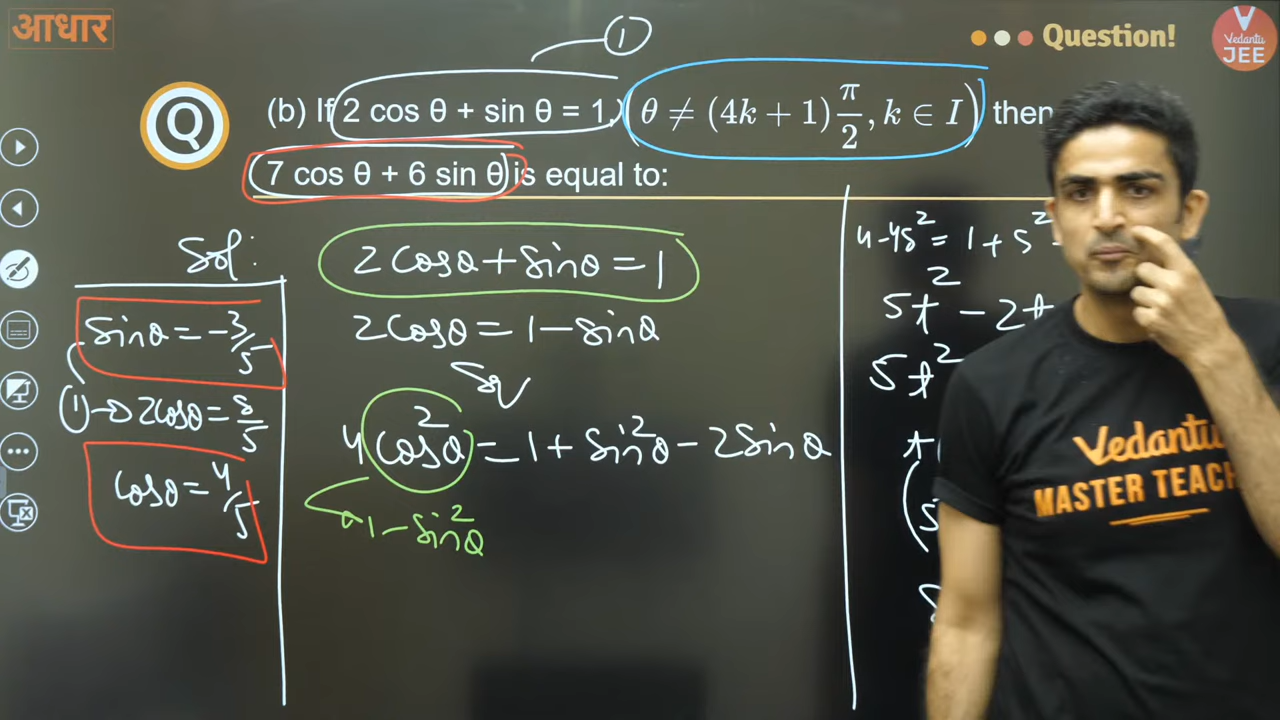 आधार
①
Question!
Vedantu
JEE
Q
(b) If 2 cos θ + sin θ = 1, (θ ≠ (4k + 1) π/2, k ∈ I) then
7 cos θ + 6 sin θ is equal to:
Sol:
2cosθ + sinθ = 1
2cosθ = 1 - sinθ
Sq
4cos²θ = 1 + sin²θ - 2sinθ
1 - sin²θ
sinθ = -3/5
① → 2cosθ = 8/5
cosθ = 4/5
4-4s² = 1 + s²
5t² - 2t
5t²
Vedantu
MASTER TEACH